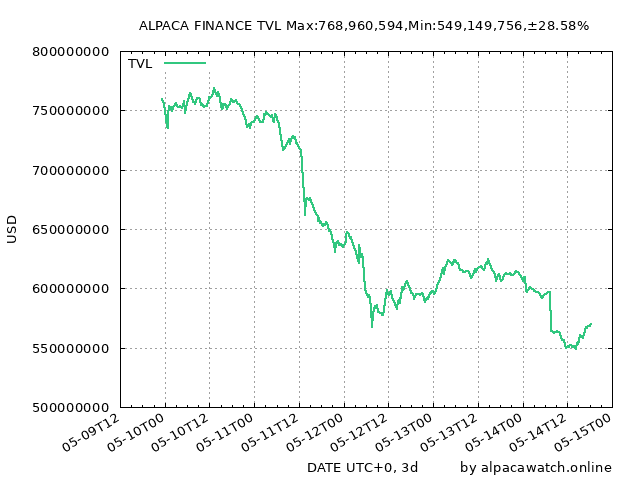 ALPACA FINANCE TVL Max:768,960,594,Min:549,149,756,±28.58%
TVL
800000000
750000000
700000000
650000000
600000000
550000000
500000000
USD
05-09T12
05-10T00
05-10T12
05-11T00
05-11T12
05-12T00
05-12T12
05-13T00
05-13T12
05-14T00
05-14T12
05-15T00
DATE UTC+0, 3d
by alpacawatch.online